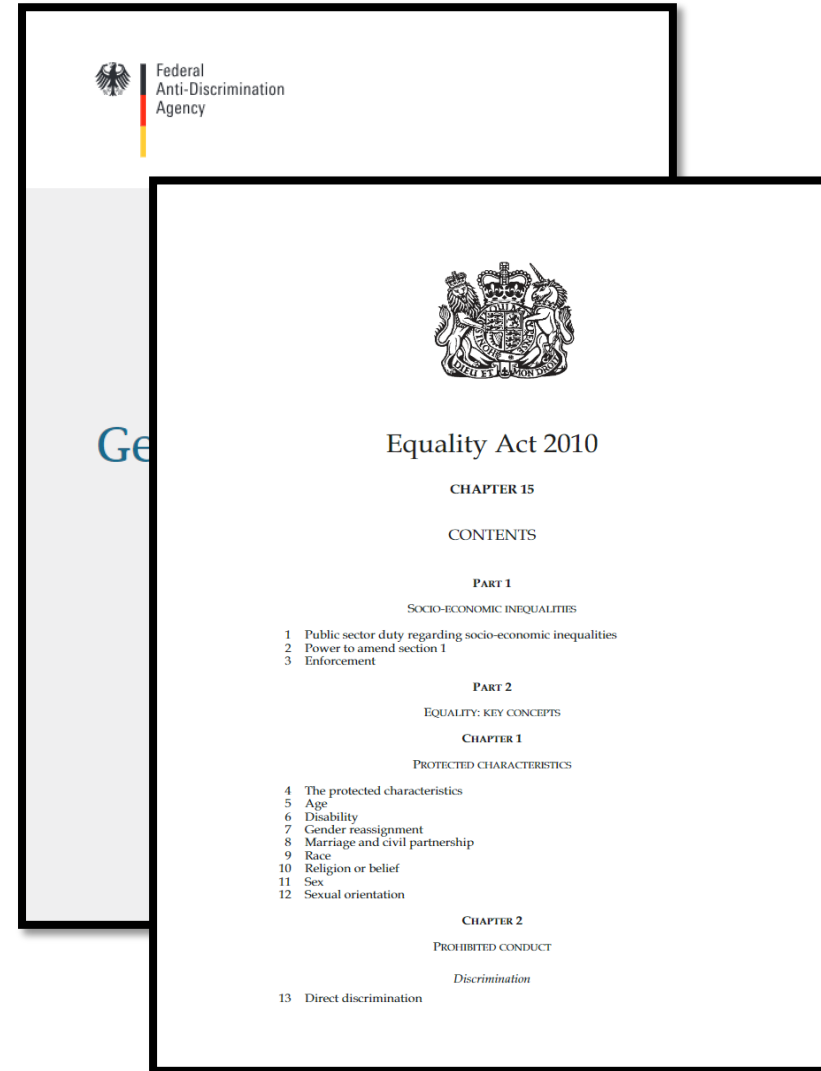 Federal
Anti-Discrimination
Agency
Ge
DIEU ET MON DROIT
Equality Act 2010
CHAPTER 15
CONTENTS
PART 1
SOCIO-ECONOMIC INEQUALITIES
1 Public sector duty regarding socio-economic inequalities
2 Power to amend section 1
3 Enforcement
PART 2
EQUALITY: KEY CONCEPTS
CHAPTER 1
PROTECTED CHARACTERISTICS
4 The protected characteristics
5 Age
6 Disability
7 Gender reassignment
8 Marriage and civil partnership
9 Race
10 Religion or belief
11 Sex
12 Sexual orientation
CHAPTER 2
PROHIBITED CONDUCT
Discrimination
13 Direct discrimination